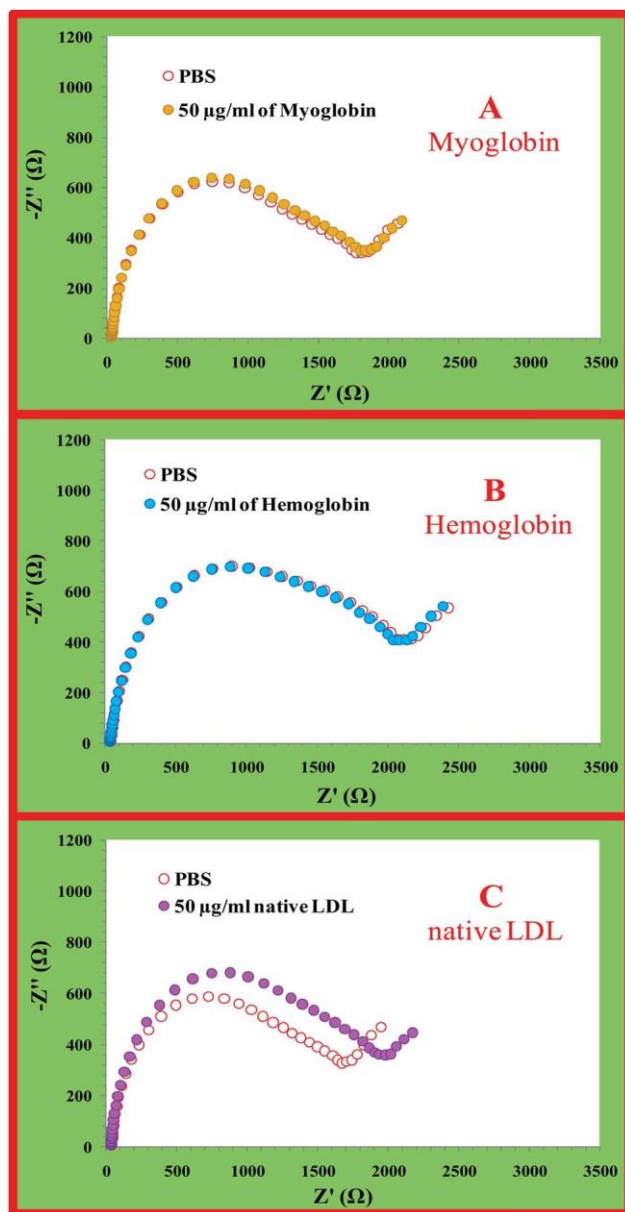 1200
1000
800
600
400
200
0
-Z'' (Ω)
PBS
50 µg/ml of Myoglobin
A
Myoglobin
0 500 1000 1500 2000 2500 3000 3500
Z' (Ω)
1200
1000
800
600
400
200
0
-Z'' (Ω)
PBS
50 µg/ml of Hemoglobin
B
Hemoglobin
0 500 1000 1500 2000 2500 3000 3500
Z' (Ω)
1200
1000
800
600
400
200
0
-Z'' (Ω)
PBS
50 µg/ml native LDL
C
native LDL
0 500 1000 1500 2000 2500 3000 3500
Z' (Ω)